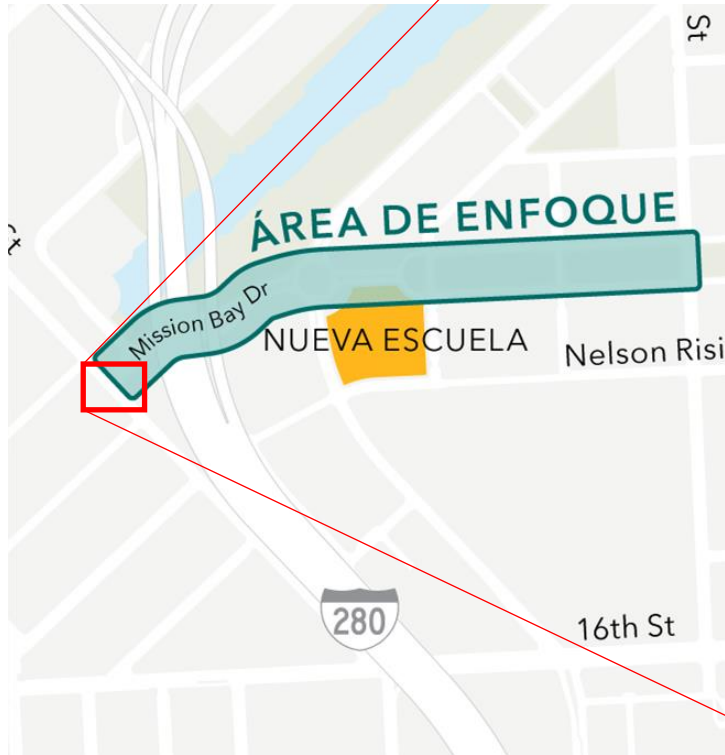 St
ÁREA DE ENFOQUE
Mission Bay Dr
NUEVA ESCUELA
Nelson Risi
280
16th St